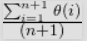 \frac{\sum_{i=1}^{n+1} \theta(i)}{(n+1)}